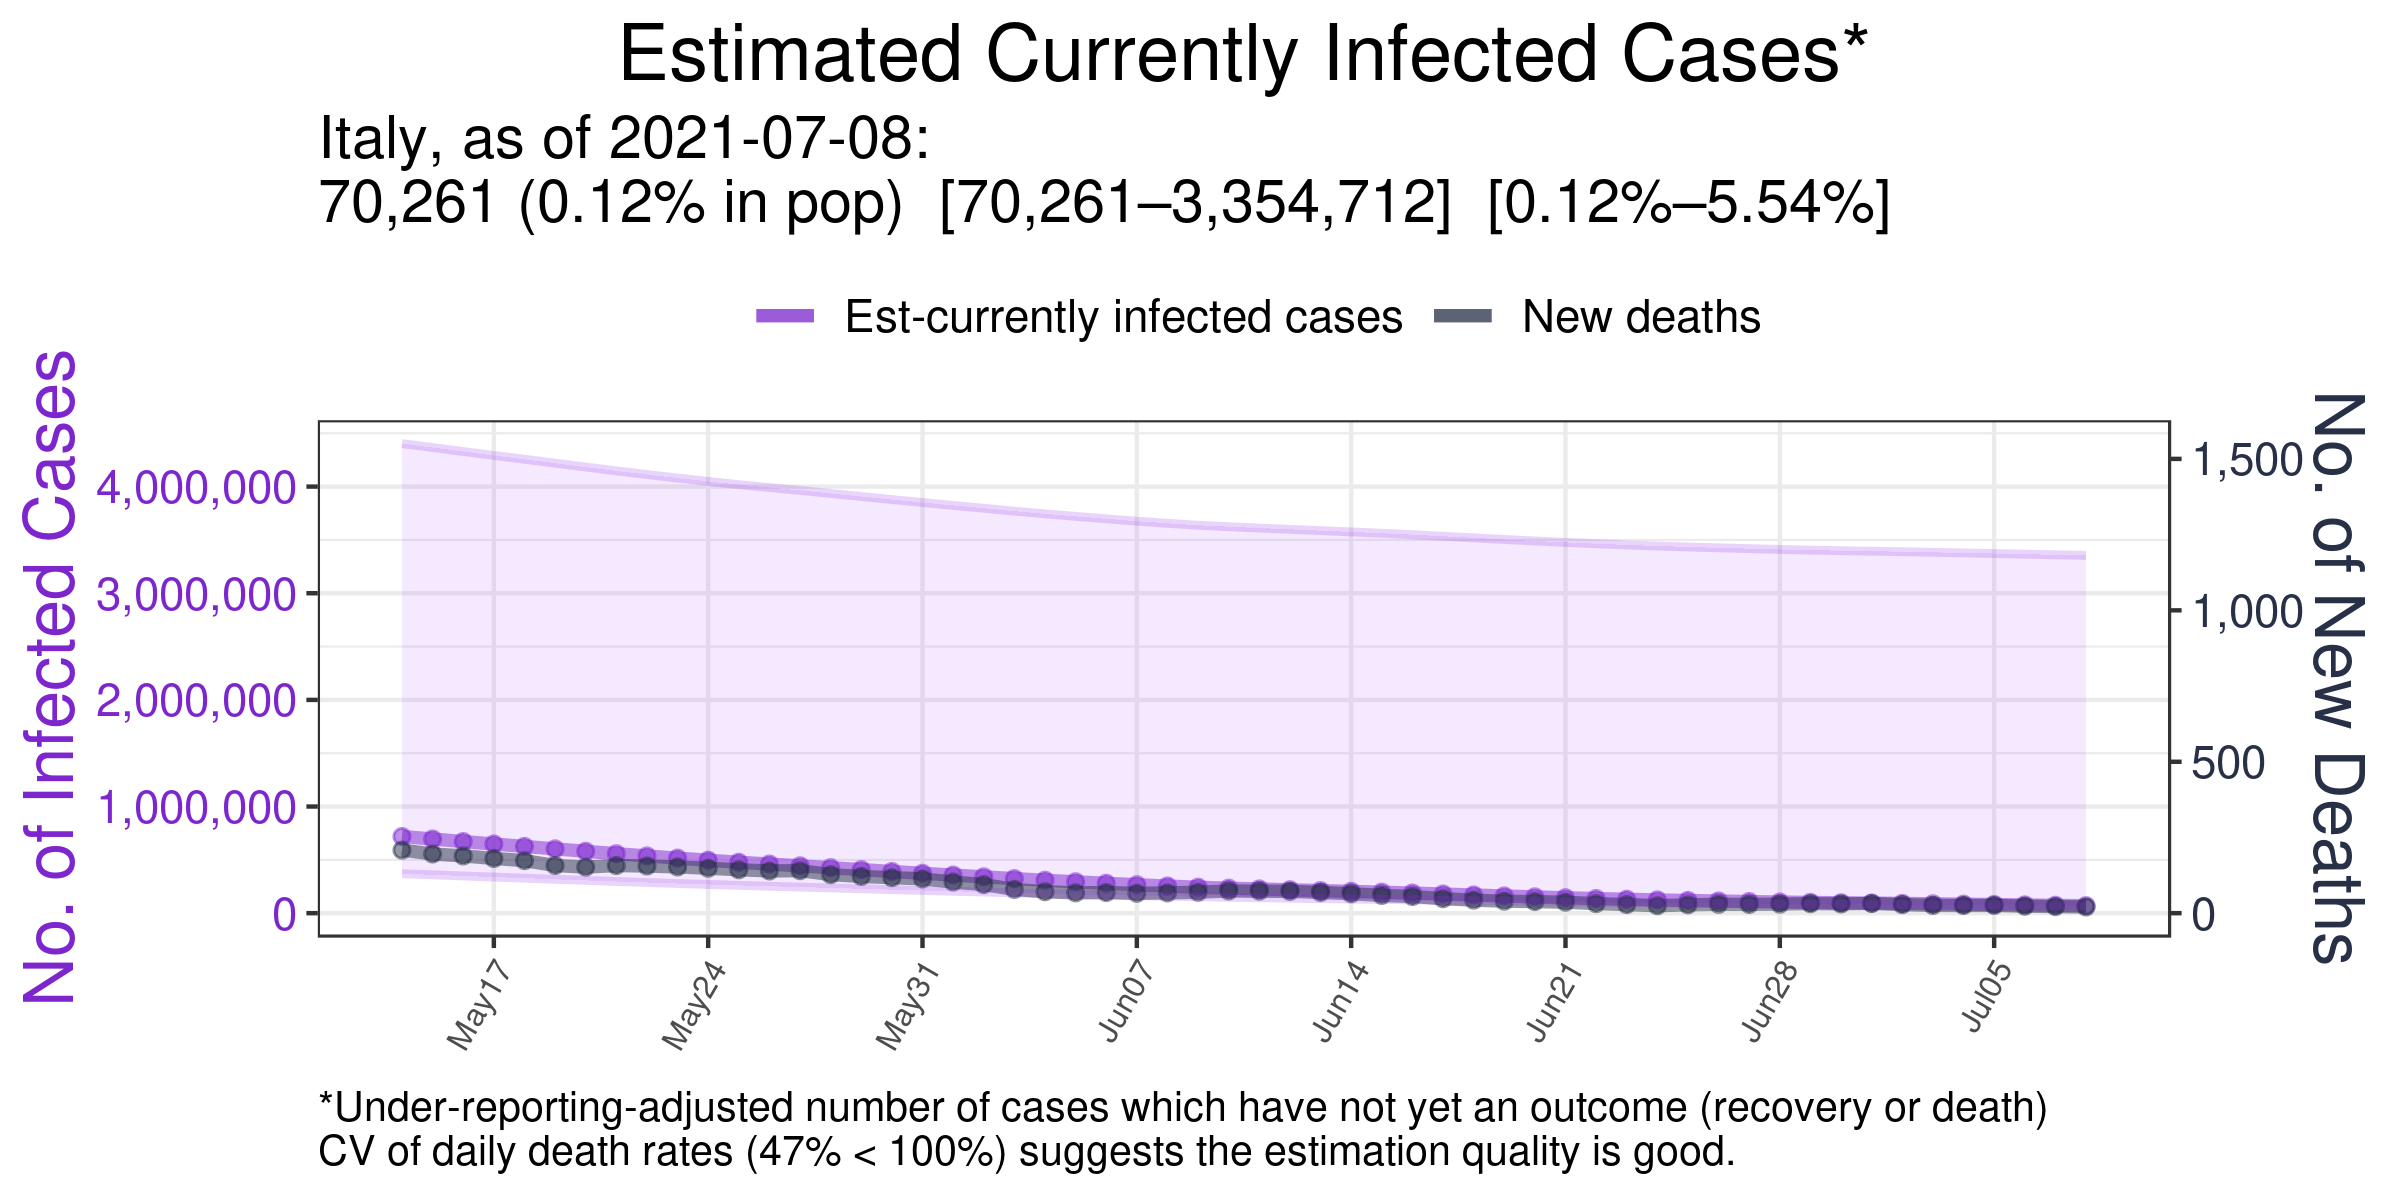 Estimated Currently Infected Cases*
Italy, as of 2021-07-08:
70,261 (0.12% in pop)  [70,261–3,354,712]  [0.12%–5.54%]
Est-currently infected cases
New deaths
No. of Infected Cases
4,000,000
3,000,000
2,000,000
1,000,000
0
1,500
1,000
500
0
No. of New Deaths
May17
May24
May31
Jun07
Jun14
Jun21
Jun28
Jul05
*Under-reporting-adjusted number of cases which have not yet an outcome (recovery or death)
CV of daily death rates (47% < 100%) suggests the estimation quality is good.